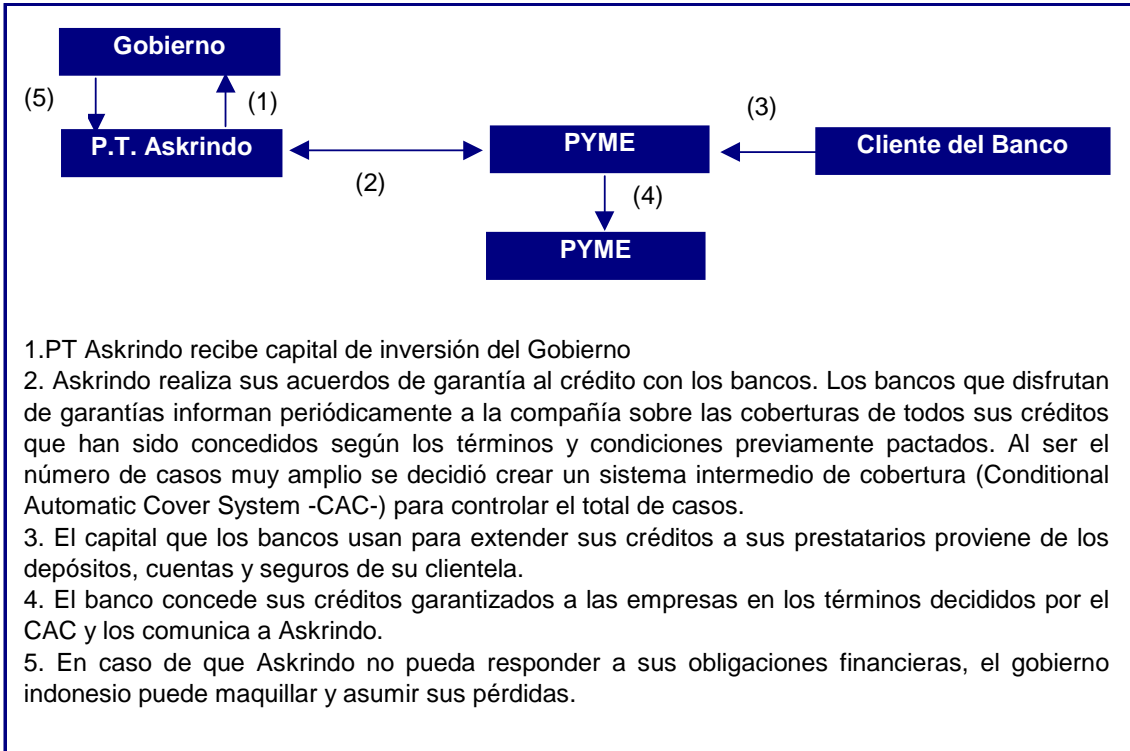 Gobierno
(5)
(1)
(3)
P.T. Askrindo
PYME
Cliente del Banco
(2)
(4)
PYME
1.PT Askrindo recibe capital de inversión del Gobierno
2. Askrindo realiza sus acuerdos de garantía al crédito con los bancos. Los bancos que disfrutan
de garantías informan periódicamente a la compañía sobre las coberturas de todos sus créditos
que han sido concedidos según los términos y condiciones previamente pactados. Al ser el
número de casos muy amplio se decidió crear un sistema intermedio de cobertura (Conditional
Automatic Cover System -CAC-) para controlar el total de casos.
3. El capital que los bancos usan para extender sus créditos a sus prestatarios proviene de los
depósitos, cuentas y seguros de su clientela.
4. El banco concede sus créditos garantizados a las empresas en los términos decididos por el
CAC y los comunica a Askrindo.
5. En caso de que Askrindo no pueda responder a sus obligaciones financieras, el gobierno
indonesio puede maquillar y asumir sus pérdidas.